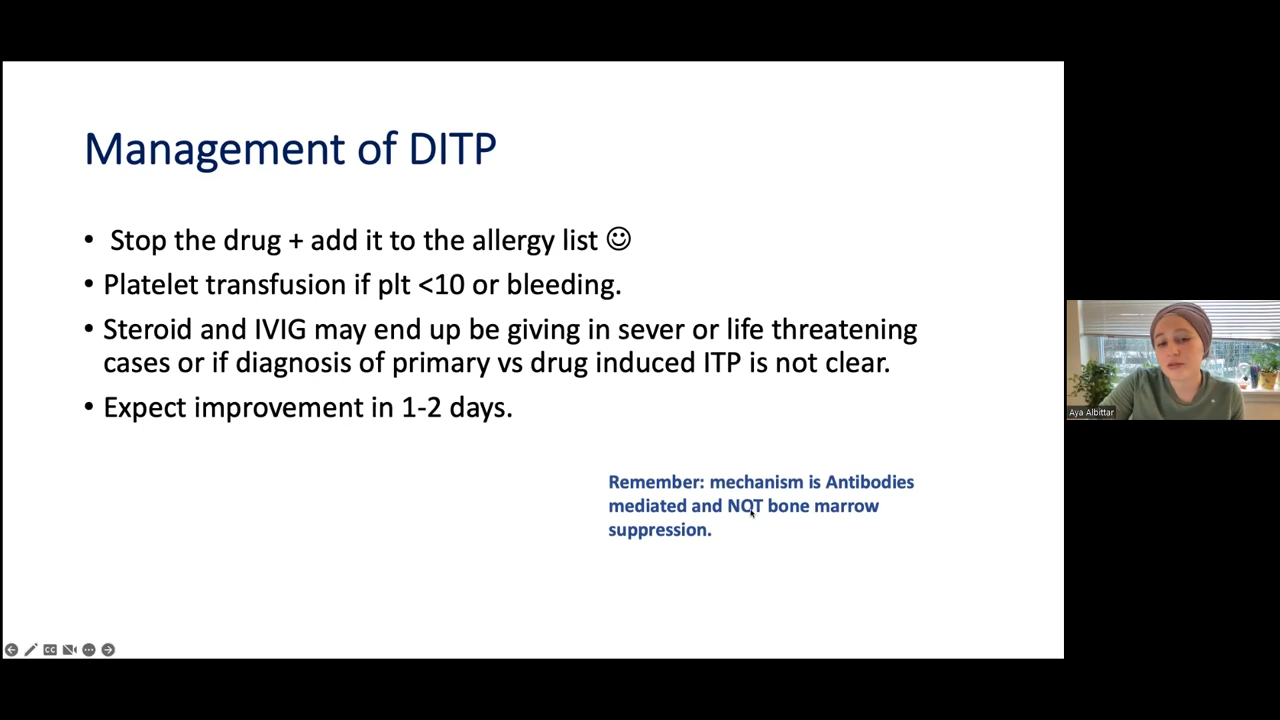 Management of DITP
• Stop the drug + add it to the allergy list ☺
• Platelet transfusion if plt <10 or bleeding.
• Steroid and IVIG may end up be giving in sever or life threatening
cases or if diagnosis of primary vs drug induced ITP is not clear.
• Expect improvement in 1-2 days.
Remember: mechanism is Antibodies
mediated and NOT bone marrow
suppression.
Aya Albittar
CC